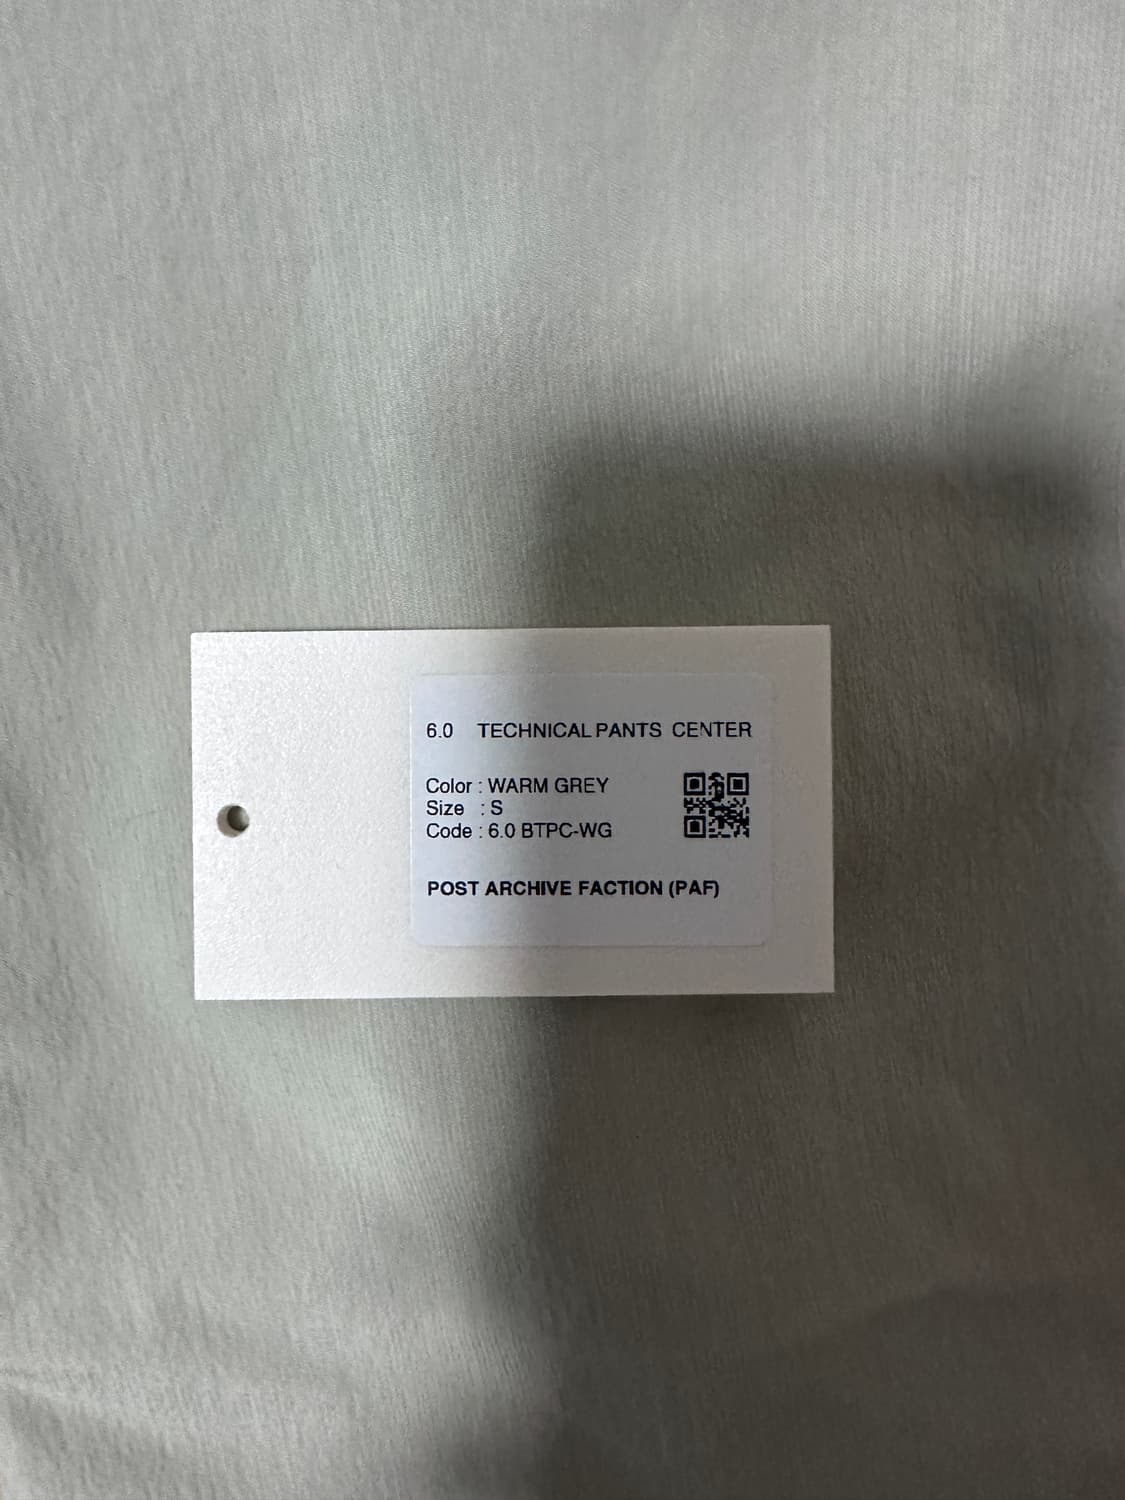 6.0 TECHNICAL PANTS CENTER
Color : WARM GREY
Size : S
Code : 6.0 BTPC-WG
POST ARCHIVE FACTION (PAF)